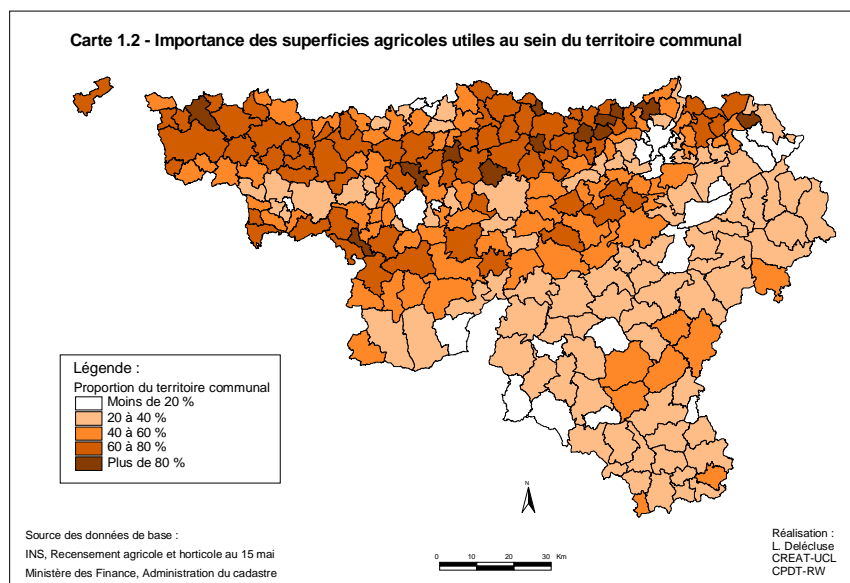 Carte 1.2 - Importance des superficies agricoles utiles au sein du territoire communal
Légende :
Proportion du territoire communal
Moins de 20 %
20 à 40 %
40 à 60 %
60 à 80 %
Plus de 80 %
N
Source des données de base :
INS, Recensement agricole et horticole au 15 mai
Ministère des Finance, Administration du cadastre
0 10 20 30 Km
Réalisation :
L. Delécluse
CREAT-UCL
CPDT-RW